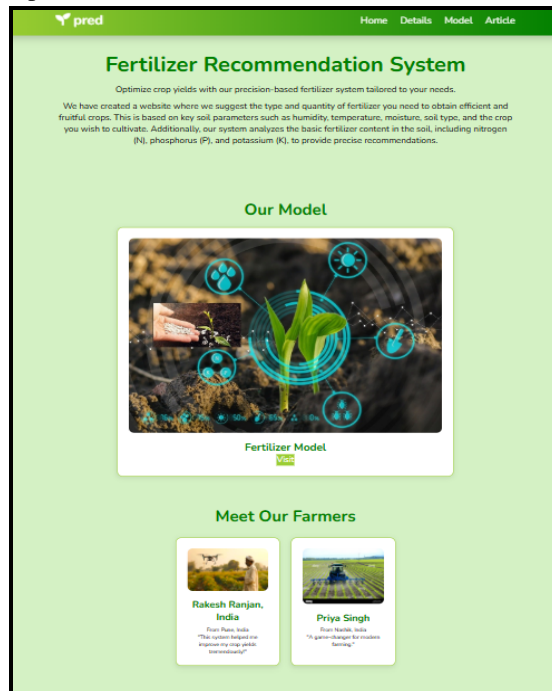 pred
Home Details Model Article
Fertilizer Recommendation System
Optimize crop yields with our precision-based fertilizer system tailored to your needs.
We have created a website where we suggest the type and quantity of fertilizer you need to obtain efficient and
fruitful crops. This is based on key soil parameters such as humidity, temperature, moisture, soil type, and the crop
you wish to cultivate. Additionally, our system analyzes the basic fertilizer content in the soil, including nitrogen
(N), phosphorus (P), and potassium (K), to provide precise recommendations.
Our Model
Fertilizer Model
Visit
Meet Our Farmers
Rakesh Ranjan,
India
From Pune, India
"This system helped me
improve my crop yields
tremendously!"
Priya Singh
From Nashik, India
"A game-changer for modern
farming."